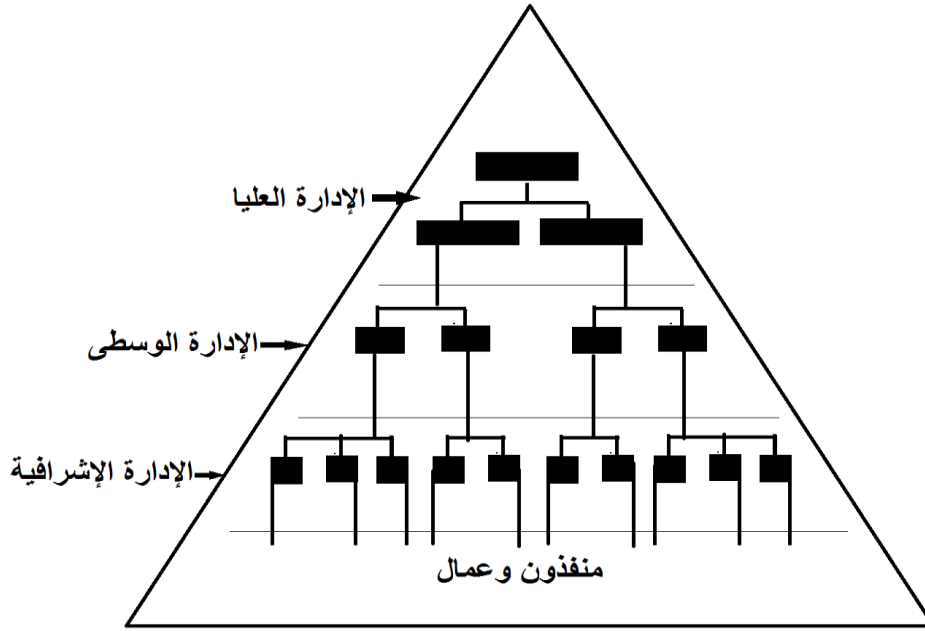 الإدارة العليا
الإدارة الوسطى
الإدارة الإشرافية
منفذون وعمال